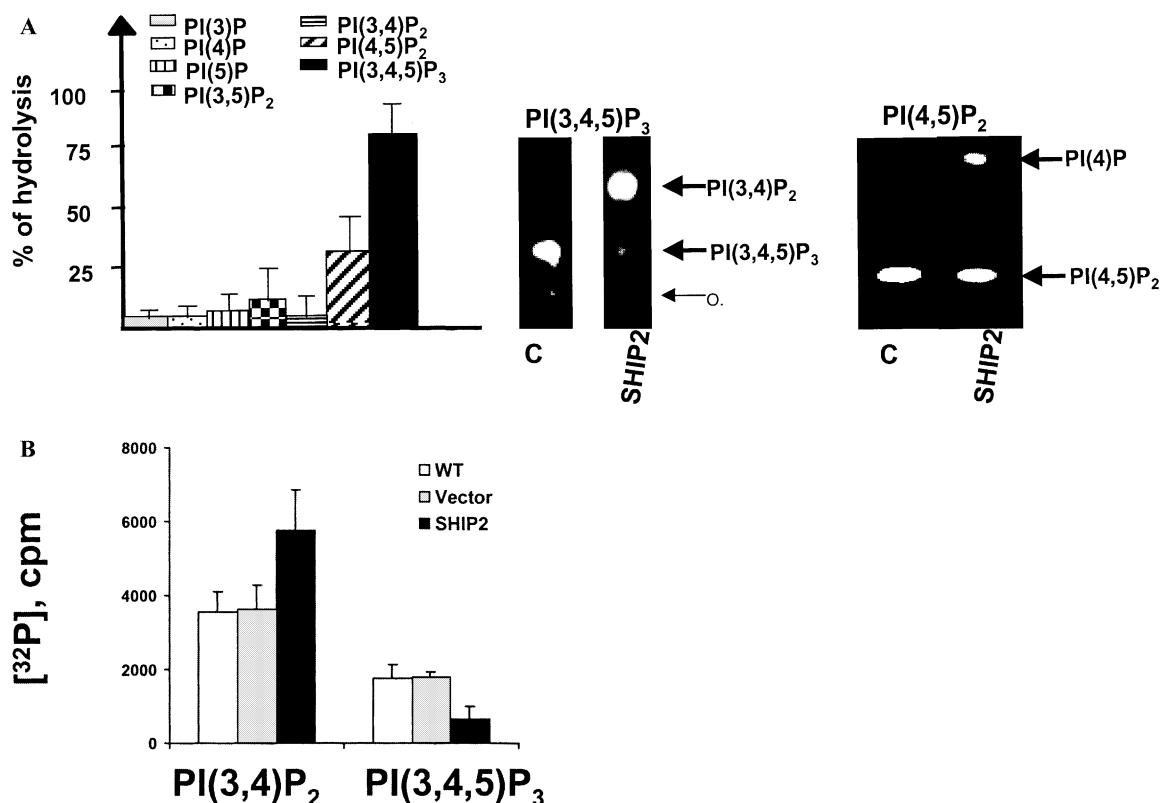 A
PI(3)P
PI(4)P
PI(5)P
PI(3,5)P2
PI(3,4)P2
PI(4,5)P2
PI(3,4,5)P3
% of hydrolysis
100
75
50
25
PI(3,4,5)P3
PI(3,4)P2
PI(3,4,5)P3
O.
C
SHIP2
PI(4,5)P2
PI(4)P
PI(4,5)P2
C
SHIP2
B
[32P], cpm
8000
6000
4000
2000
0
WT
Vector
SHIP2
PI(3,4)P2
PI(3,4,5)P3